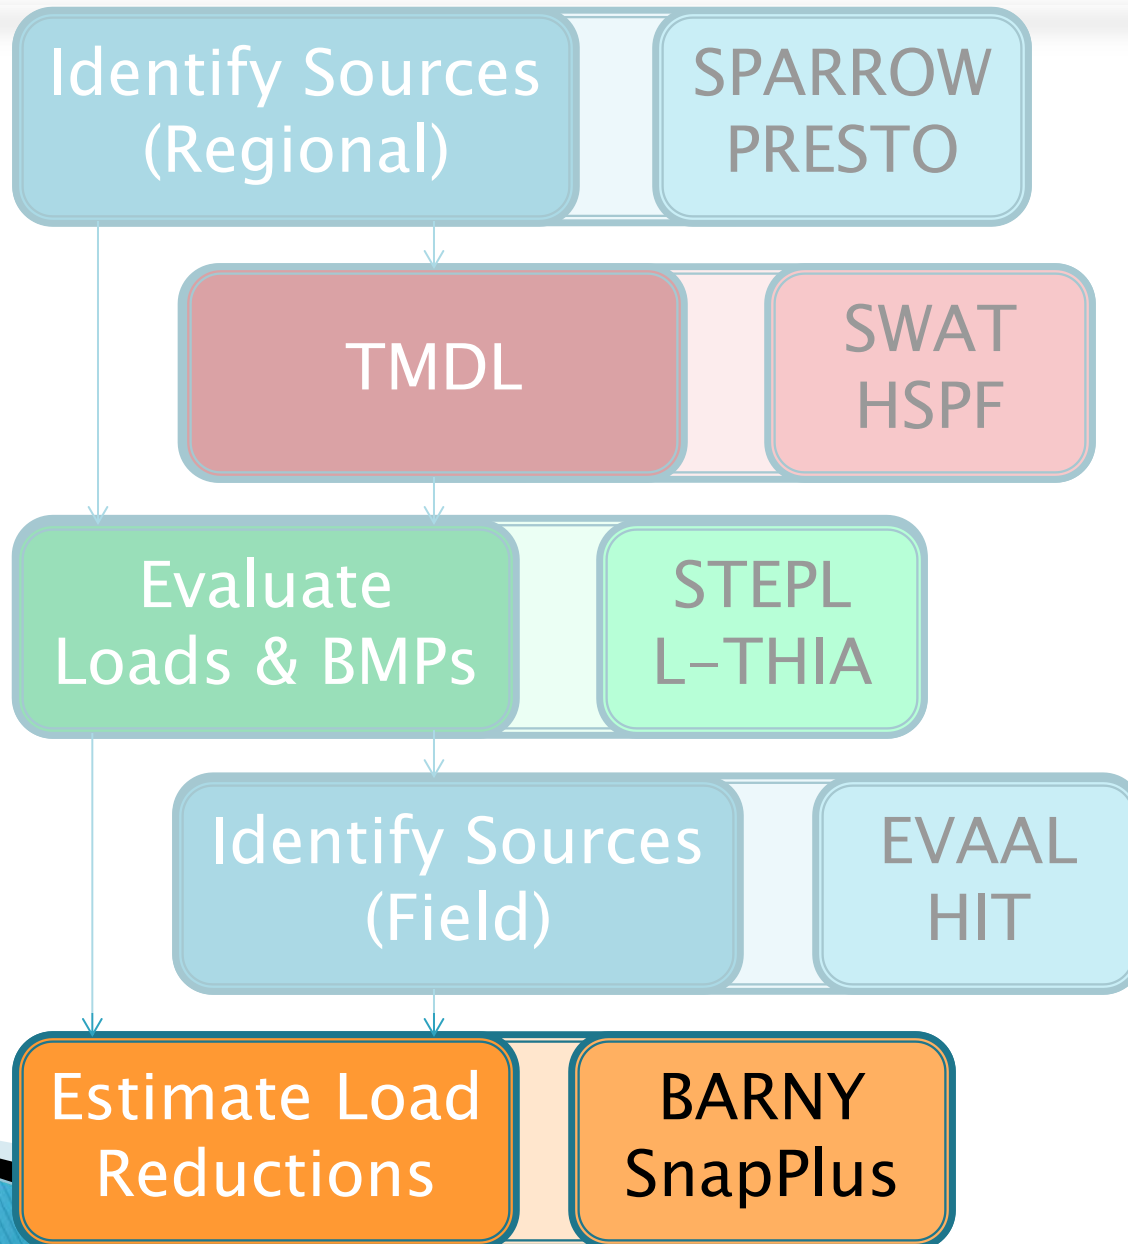 Identify Sources
(Regional)
SPARROW
PRESTO
TMDL
SWAT
HSPF
Evaluate
Loads & BMPs
STEPL
L-THIA
Identify Sources
(Field)
EVAAL
HIT
Estimate Load
Reductions
BARNY
SnapPlus